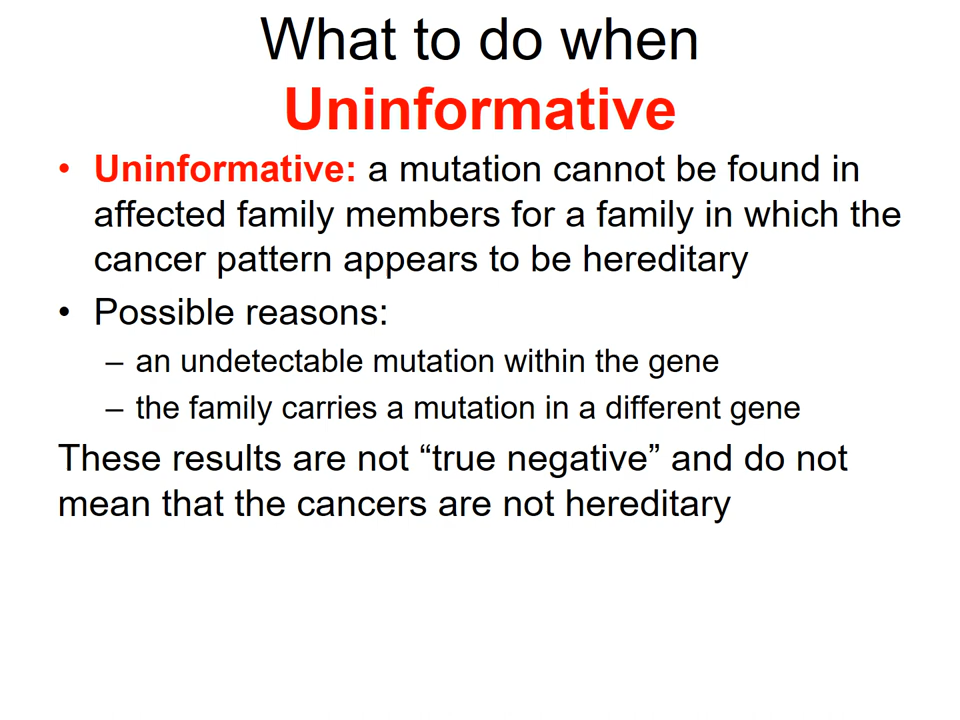 What to do when
Uninformative
• Uninformative: a mutation cannot be found in
affected family members for a family in which the
cancer pattern appears to be hereditary
• Possible reasons:
– an undetectable mutation within the gene
– the family carries a mutation in a different gene
These results are not “true negative” and do not
mean that the cancers are not hereditary